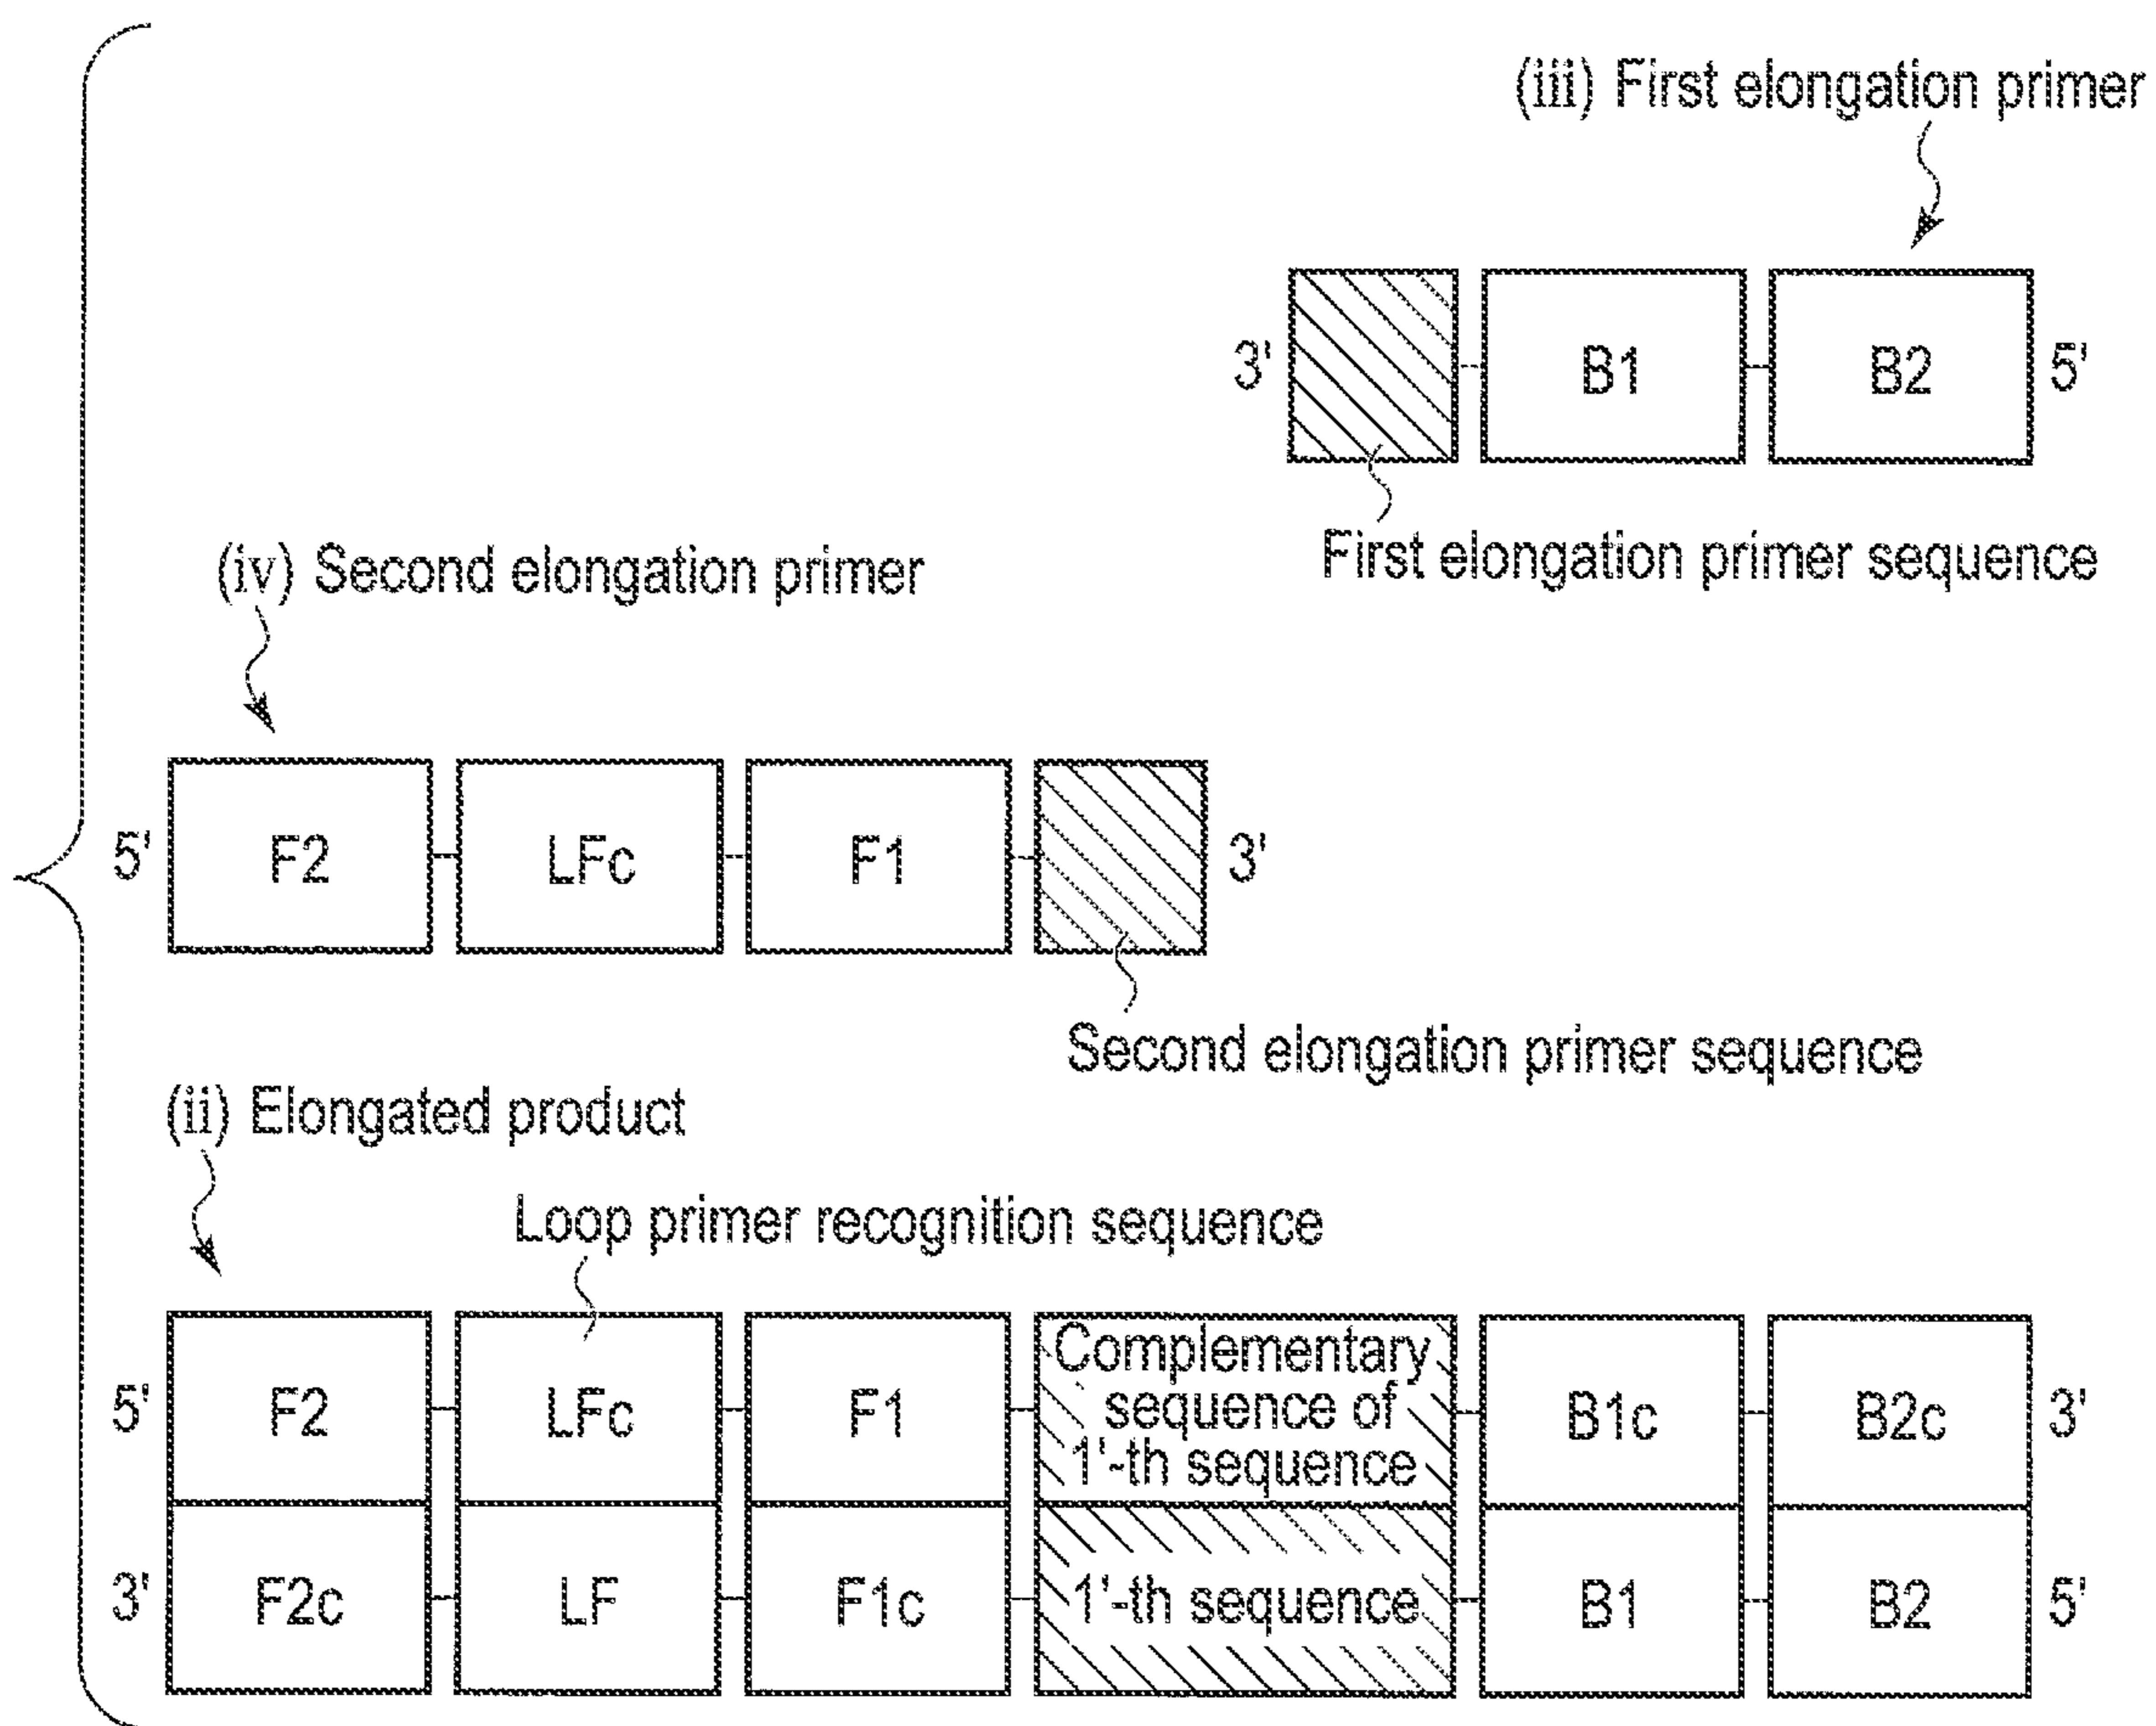 (iii) First elongation primer
3' B1 B2 5'
First elongation primer sequence
(iv) Second elongation primer
5' F2 LFc F1 3'
Second elongation primer sequence
(ii) Elongated product
Loop primer recognition sequence
5' F2 LFc F1 Complementary sequence of 1'-th sequence B1c B2c 3'
3' F2c LF F1c 1'-th sequence B1 B2 5'